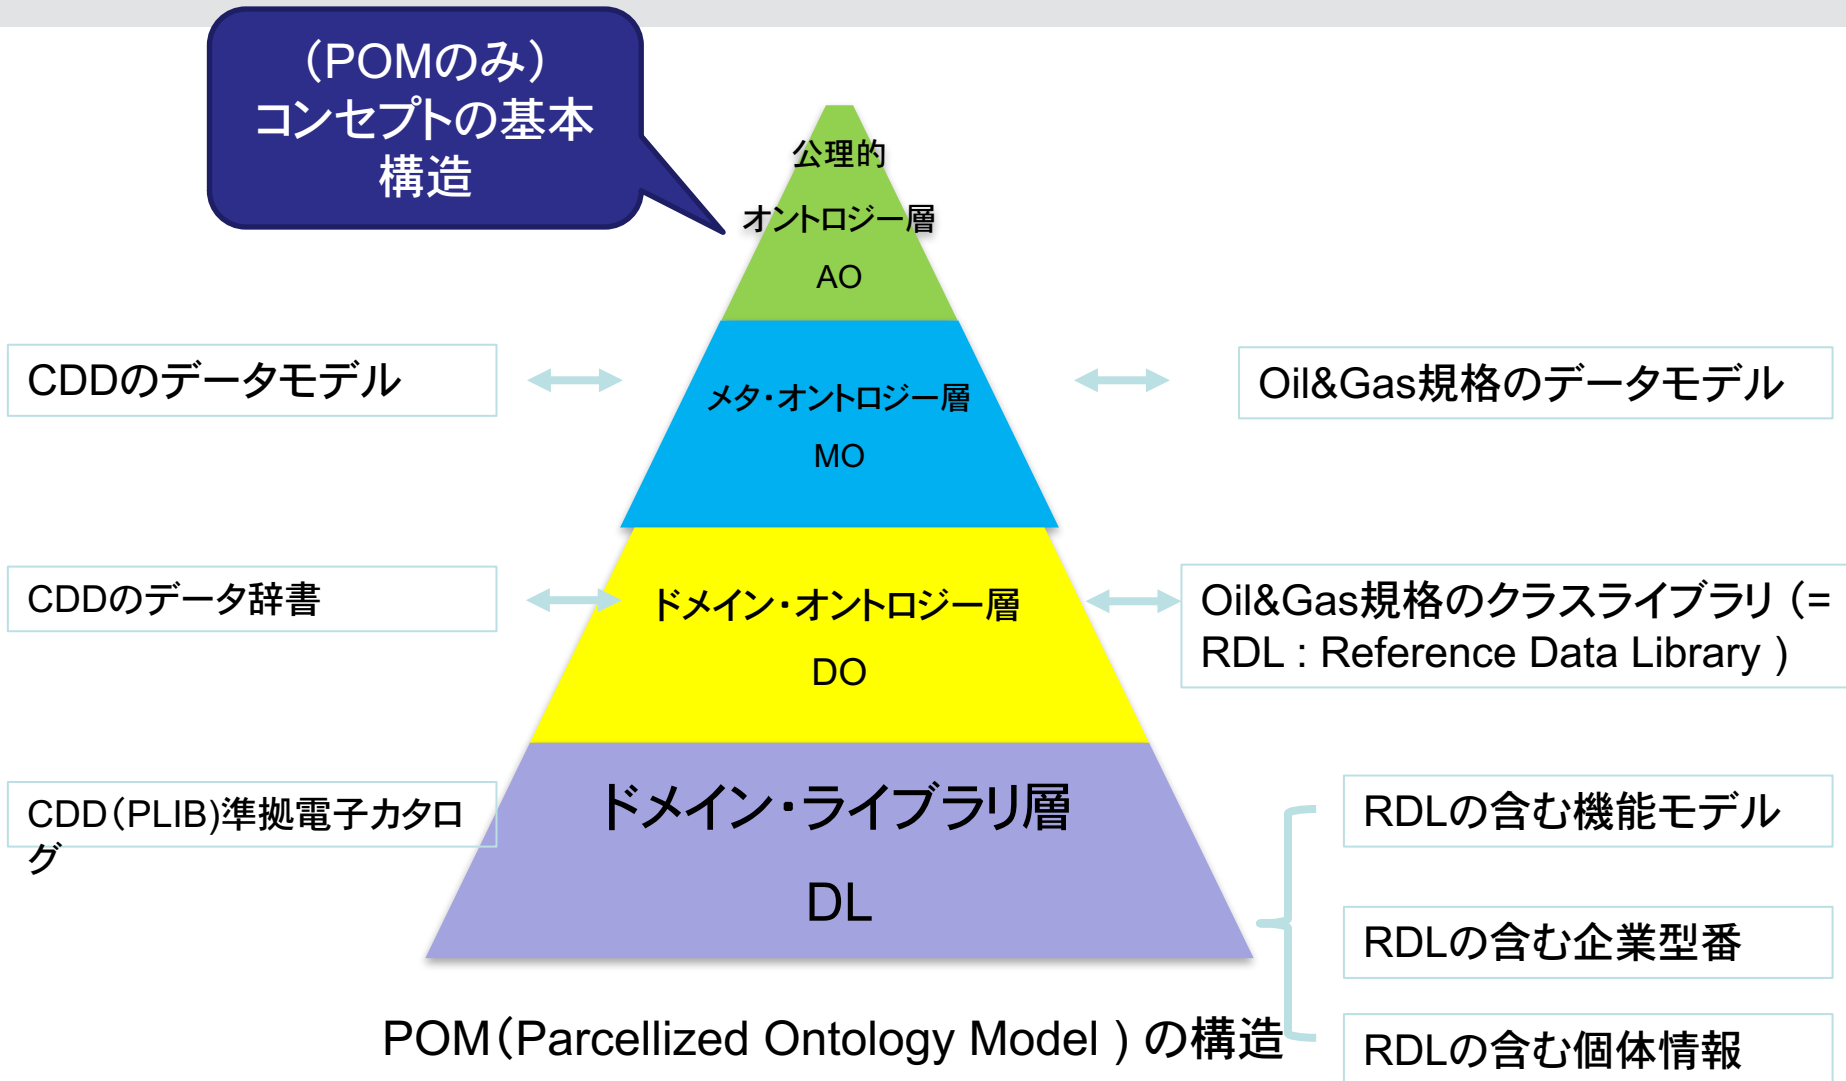 （POMのみ）
コンセプトの基本
構造
公理的
オントロジー層
AO
CDDのデータモデル
メタ・オントロジー層
MO
Oil&Gas規格のデータモデル
CDDのデータ辞書
ドメイン・オントロジー層
DO
Oil&Gas規格のクラスライブラリ（=
RDL : Reference Data Library )
CDD（PLIB)準拠電子カタロ
グ
ドメイン・ライブラリ層
DL
RDLの含む機能モデル
RDLの含む企業型番
RDLの含む個体情報
POM（Parcellized Ontology Model ) の構造